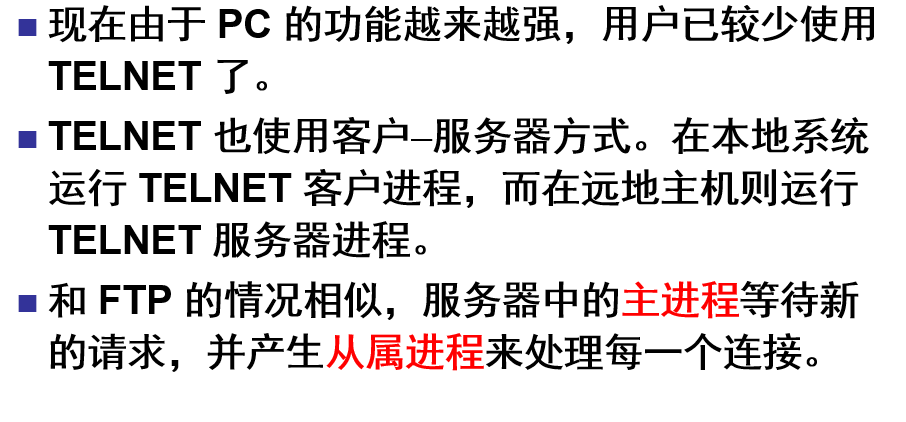 现在由于 PC 的功能越来越强，用户已较少使用
TELNET 了。
TELNET 也使用客户–服务器方式。在本地系统
运行 TELNET 客户进程，而在远地主机则运行
TELNET 服务器进程。
和 FTP 的情况相似，服务器中的主进程等待新
的请求，并产生从属进程来处理每一个连接。